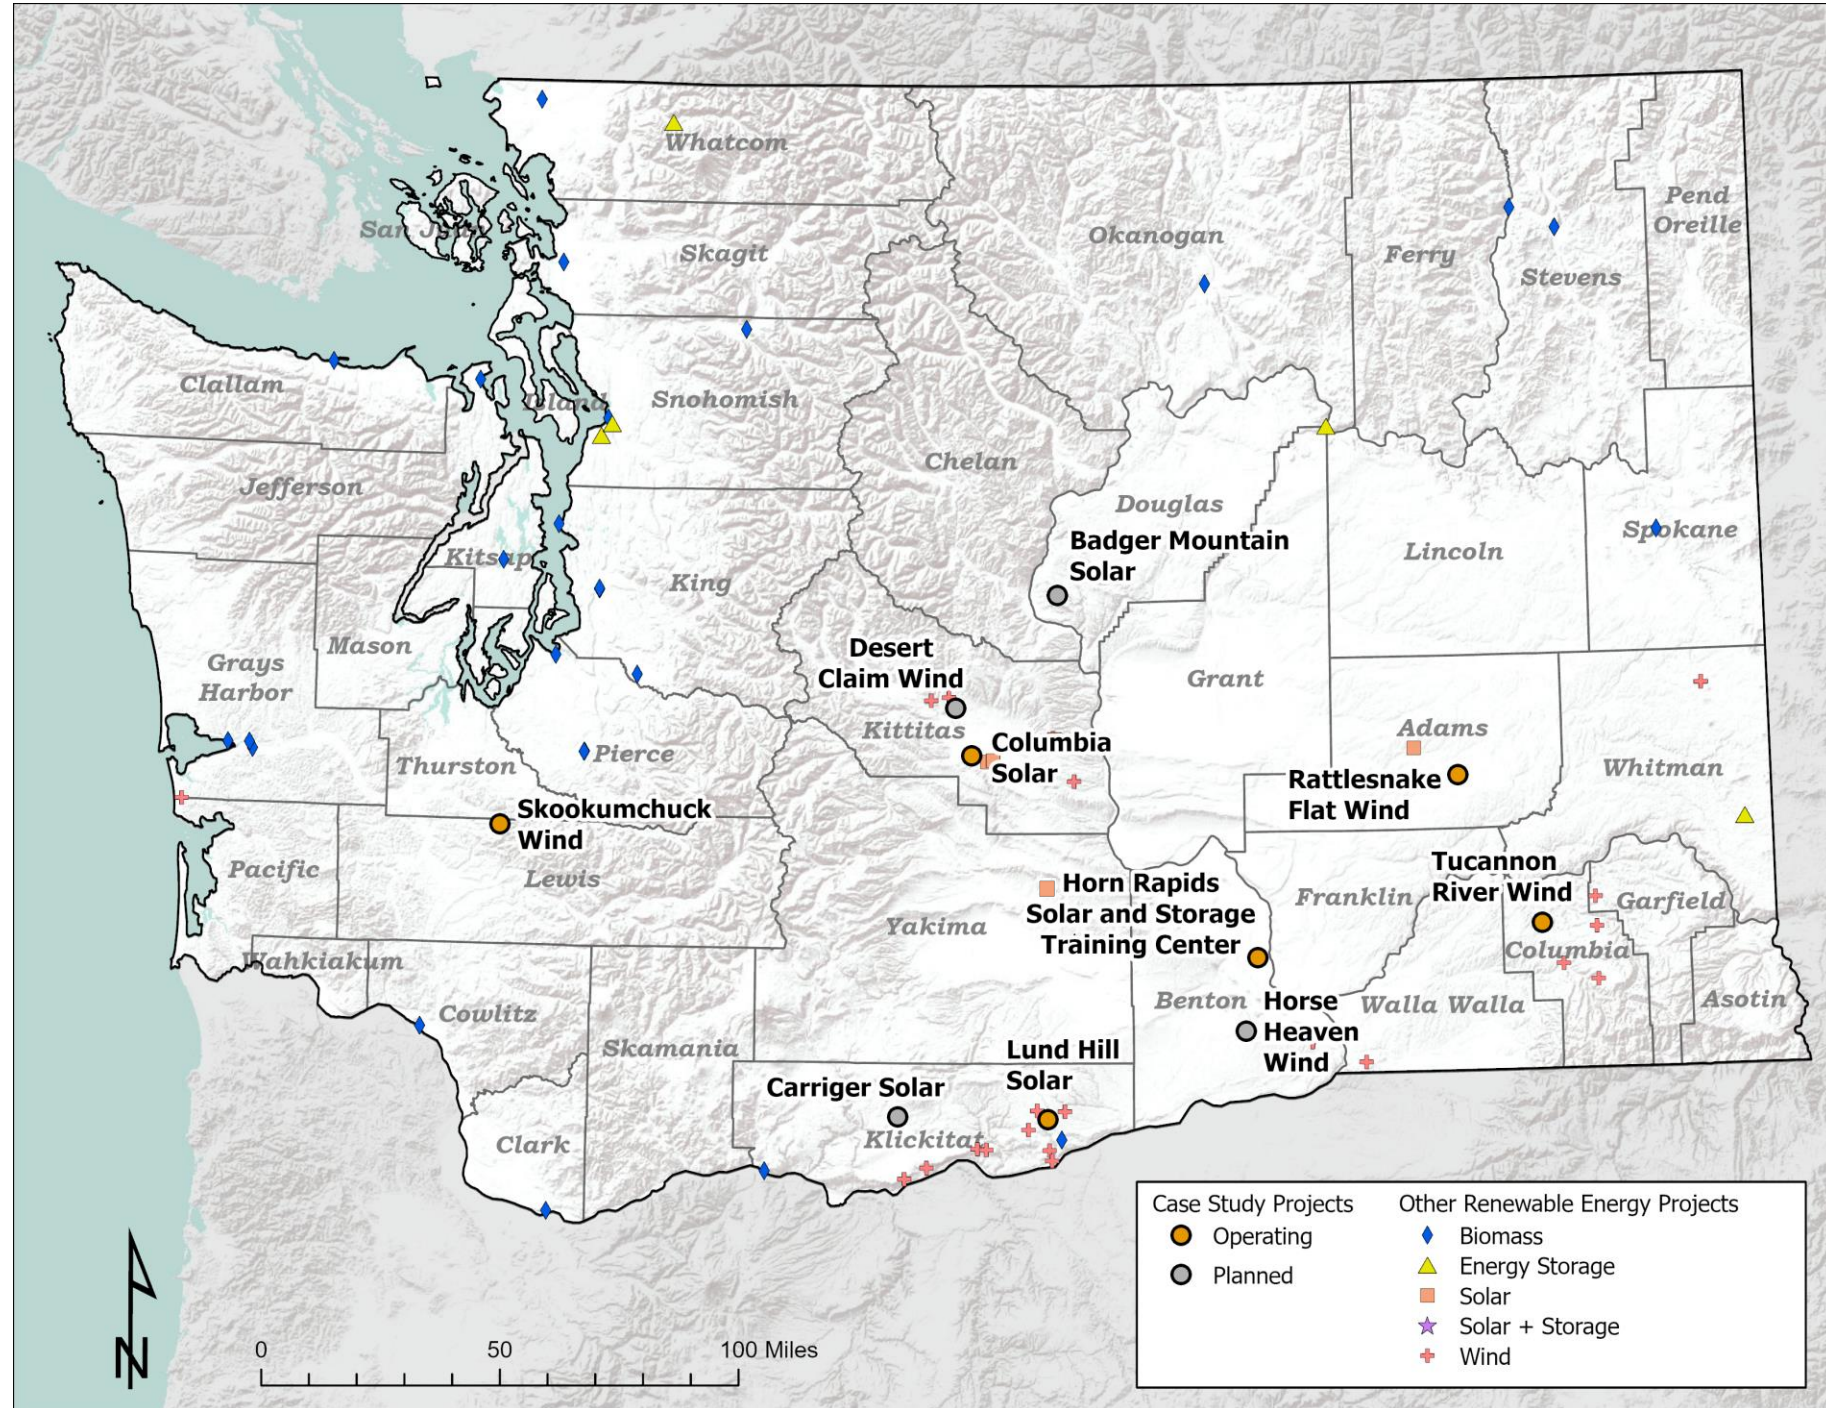 Whatcom
San Juan
Skagit
Okanogan
Ferry
Stevens
Pend
Oreille
Clallam
Island
Snohomish
Chelan
Jefferson
Douglas
Badger Mountain
Solar
Lincoln
Spokane
Kitsap
King
Mason
Grays
Harbor
Desert
Claim Wind
Kittitas
Grant
Adams
Columbia
Solar
Thurston
Pierce
Rattlesnake
Flat Wind
Whitman
Skookumchuck
Wind
Pacific
Lewis
Horn Rapids
Solar and Storage
Training Center
Yakima
Franklin
Tucannon
River Wind
Garfield
Columbia
Wahkiakum
Cowlitz
Skamania
Benton
Horse
Heaven
Wind
Walla Walla
Asotin
Lund Hill
Solar
Carriger Solar
Klickitat
Clark
Case Study Projects
Operating
Planned
Other Renewable Energy Projects
Biomass
Energy Storage
Solar
Solar + Storage
Wind
N
0 50 100 Miles